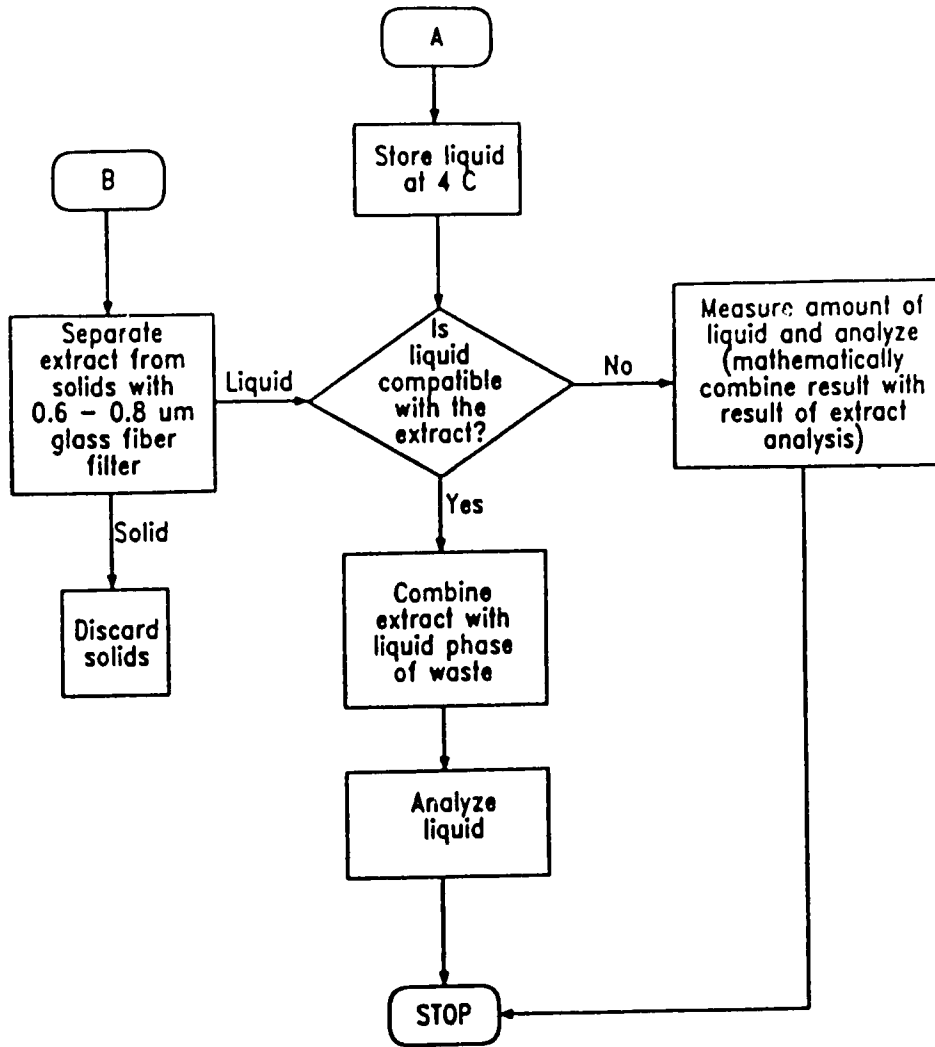 A
Store liquid
at 4 C
B
Separate
extract from
solids with
0.6 – 0.8 um
glass fiber
filter
Liquid
Solid
Discard
solids
Is
liquid
compatible
with the
extract?
No
Measure amount of
liquid and analyze
(mathematically
combine result with
result of extract
analysis)
Yes
Combine
extract with
liquid phase
of waste
Analyze
liquid
STOP